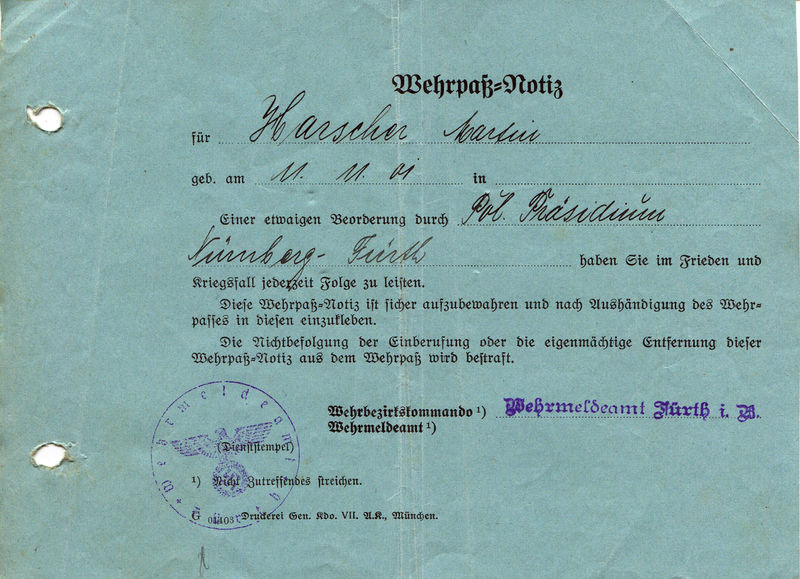 Wehrpaß-Notiz
für Harscher Martin
geb. am 11. 11. 01 in
Einer etwaigen Beorderung durch Pol. Präsidium
Nürnberg-Fürth haben Sie im Frieden und
Kriegsfall jederzeit Folge zu leisten.
Diese Wehrpaß-Notiz ist sicher aufzubewahren und nach Aushändigung des Wehr-
passes in diesen einzukleben.
Die Nichtbefolgung der Einberufung oder die eigenmächtige Entfernung dieser
Wehrpaß-Notiz aus dem Wehrpaß wird bestraft.
Wehrbezirkskommando ¹) Wehrmeldeamt Fürth i. B.
Wehrmeldeamt ¹)
Wehrmeldeamt
(Dienststempel)
¹) Nicht Zutreffendes streichen.
Druckerei Gen. Kdo. VII. A.K., München.